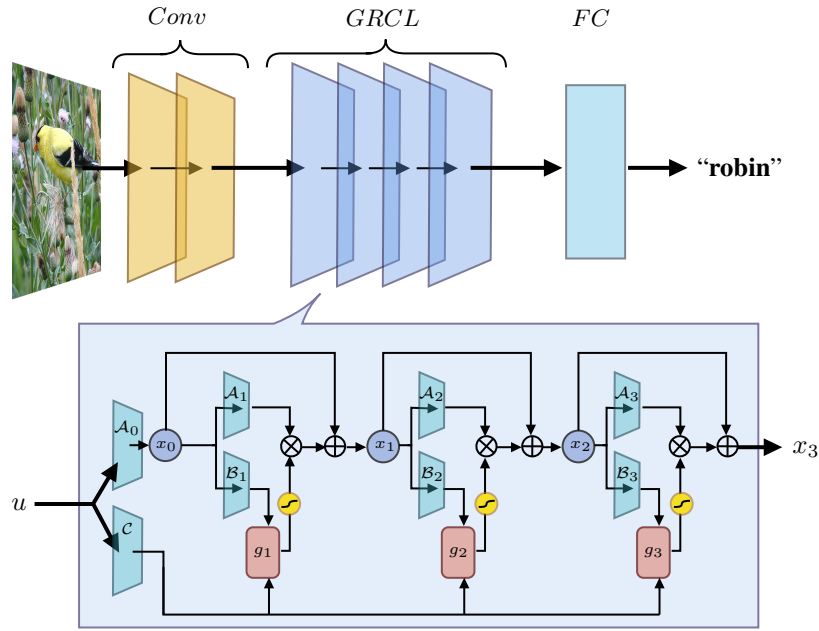 Conv
GRCL
FC
“robin”
𝒜₀
x₀
𝒜₁
ℬ₁
g₁
x₁
𝒜₂
ℬ₂
g₂
x₂
𝒜₃
ℬ₃
g₃
x₃
u
𝒞